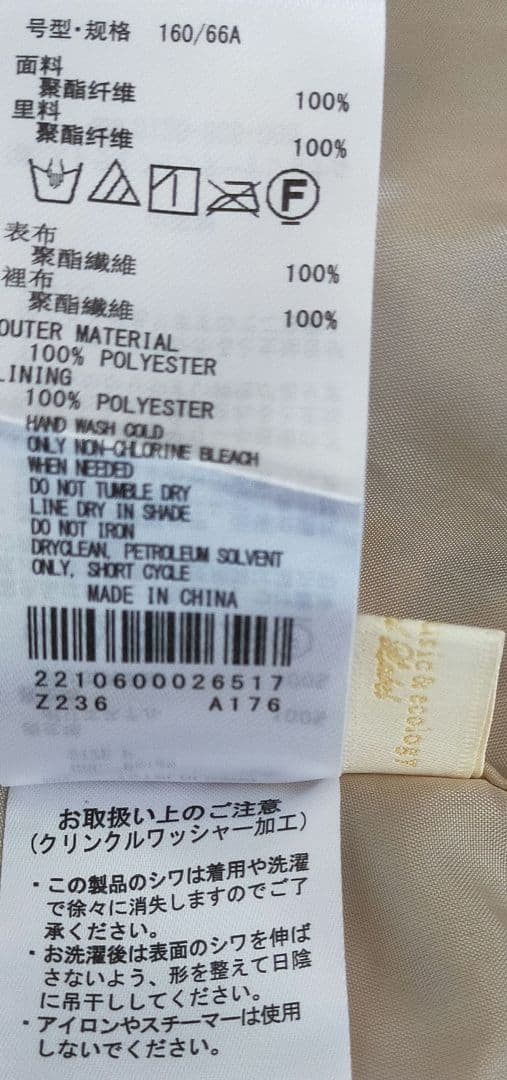 号型·规格 160/66A
面料
聚酯纤维 100%
里料
聚酯纤维 100%
F
表布
聚酯纖維 100%
裡布
聚酯纖維 100%
OUTER MATERIAL
100% POLYESTER
LINING
100% POLYESTER
HAND WASH COLD
ONLY NON-CHLORINE BLEACH
WHEN NEEDED
DO NOT TUMBLE DRY
LINE DRY IN SHADE
DO NOT IRON
DRYCLEAN, PETROLEUM SOLVENT
ONLY, SHORT CYCLE
MADE IN CHINA
2210600026517
Z236 A176
& ecology
お取扱い上のご注意
(クリンクルワッシャー加工)
・この製品のシワは着用や洗濯
で徐々に消失しますのでご了
承ください。
・お洗濯後は表面のシワを伸ば
さないよう、形を整えて日陰
に吊干ししてください。
・アイロンやスチーマーは使用
しないでください。